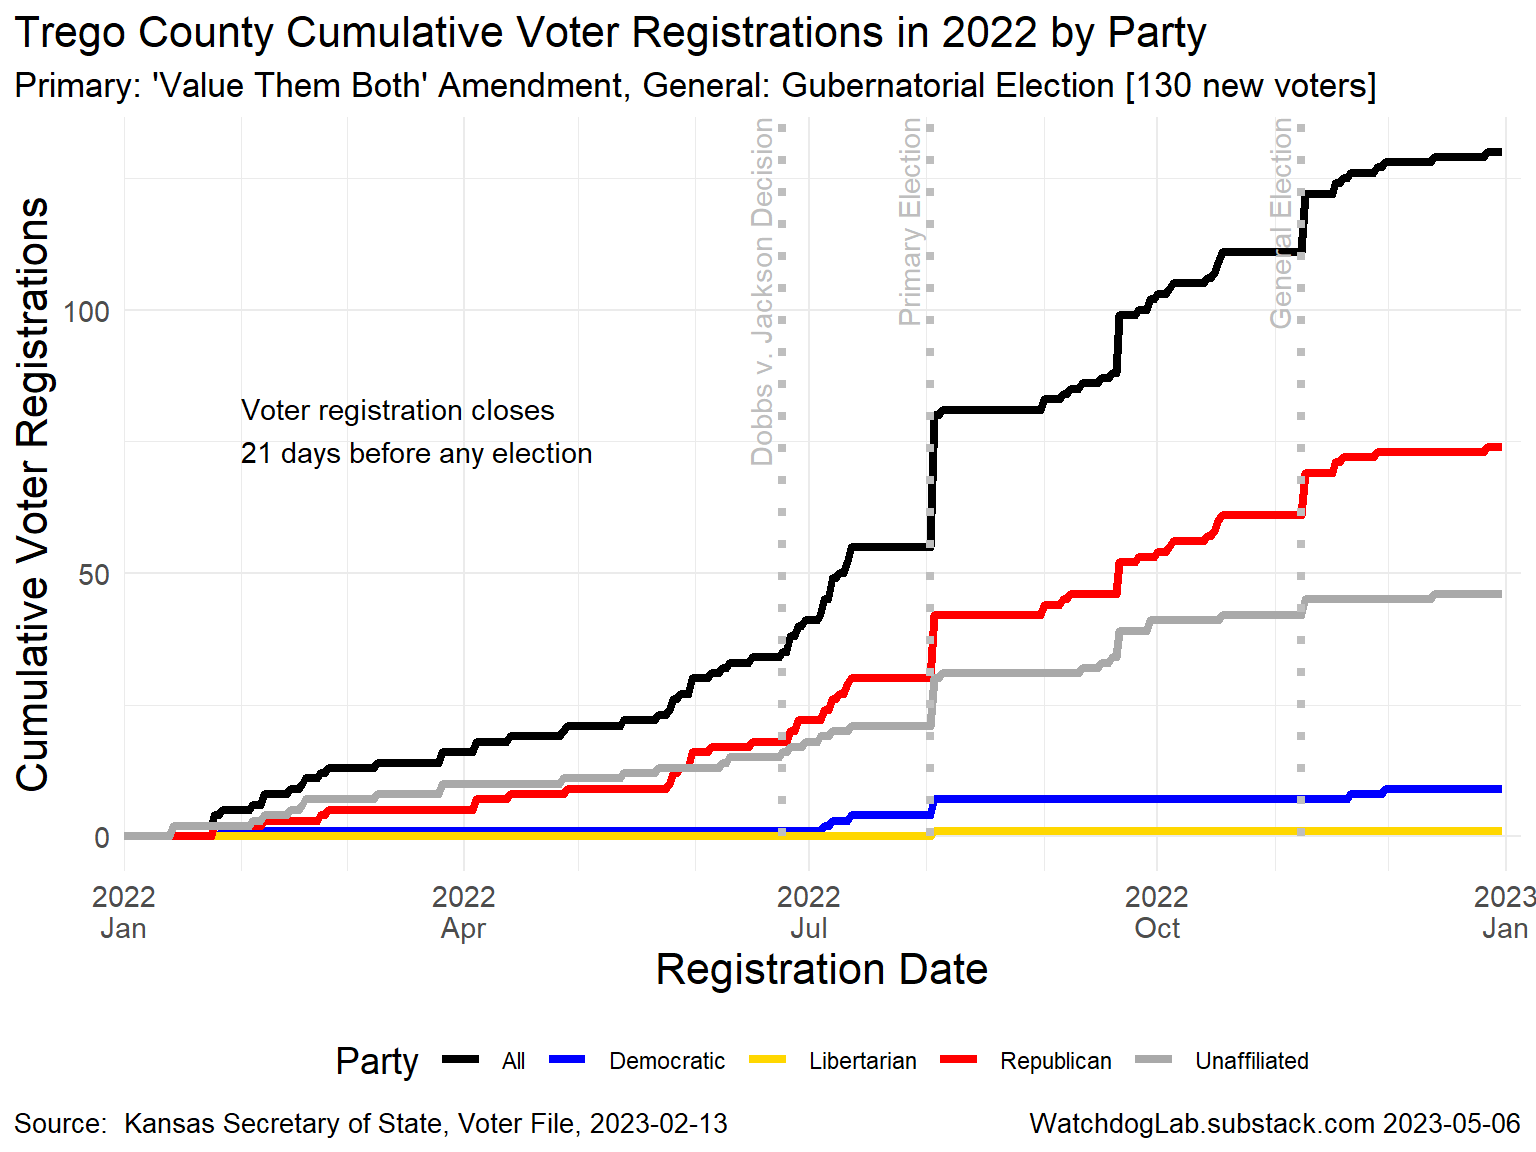 Trego County Cumulative Voter Registrations in 2022 by Party
Primary: 'Value Them Both' Amendment, General: Gubernatorial Election [130 new voters]
Cumulative Voter Registrations
100
50
0
Dobbs v. Jackson Decision
Primary Election
General Election
Voter registration closes
21 days before any election
2022 2022 2022 2022 2023
Jan Apr Jul Oct Jan
Registration Date
Party All Democratic Libertarian Republican Unaffiliated
Source:  Kansas Secretary of State, Voter File, 2023-02-13
WatchdogLab.substack.com 2023-05-06